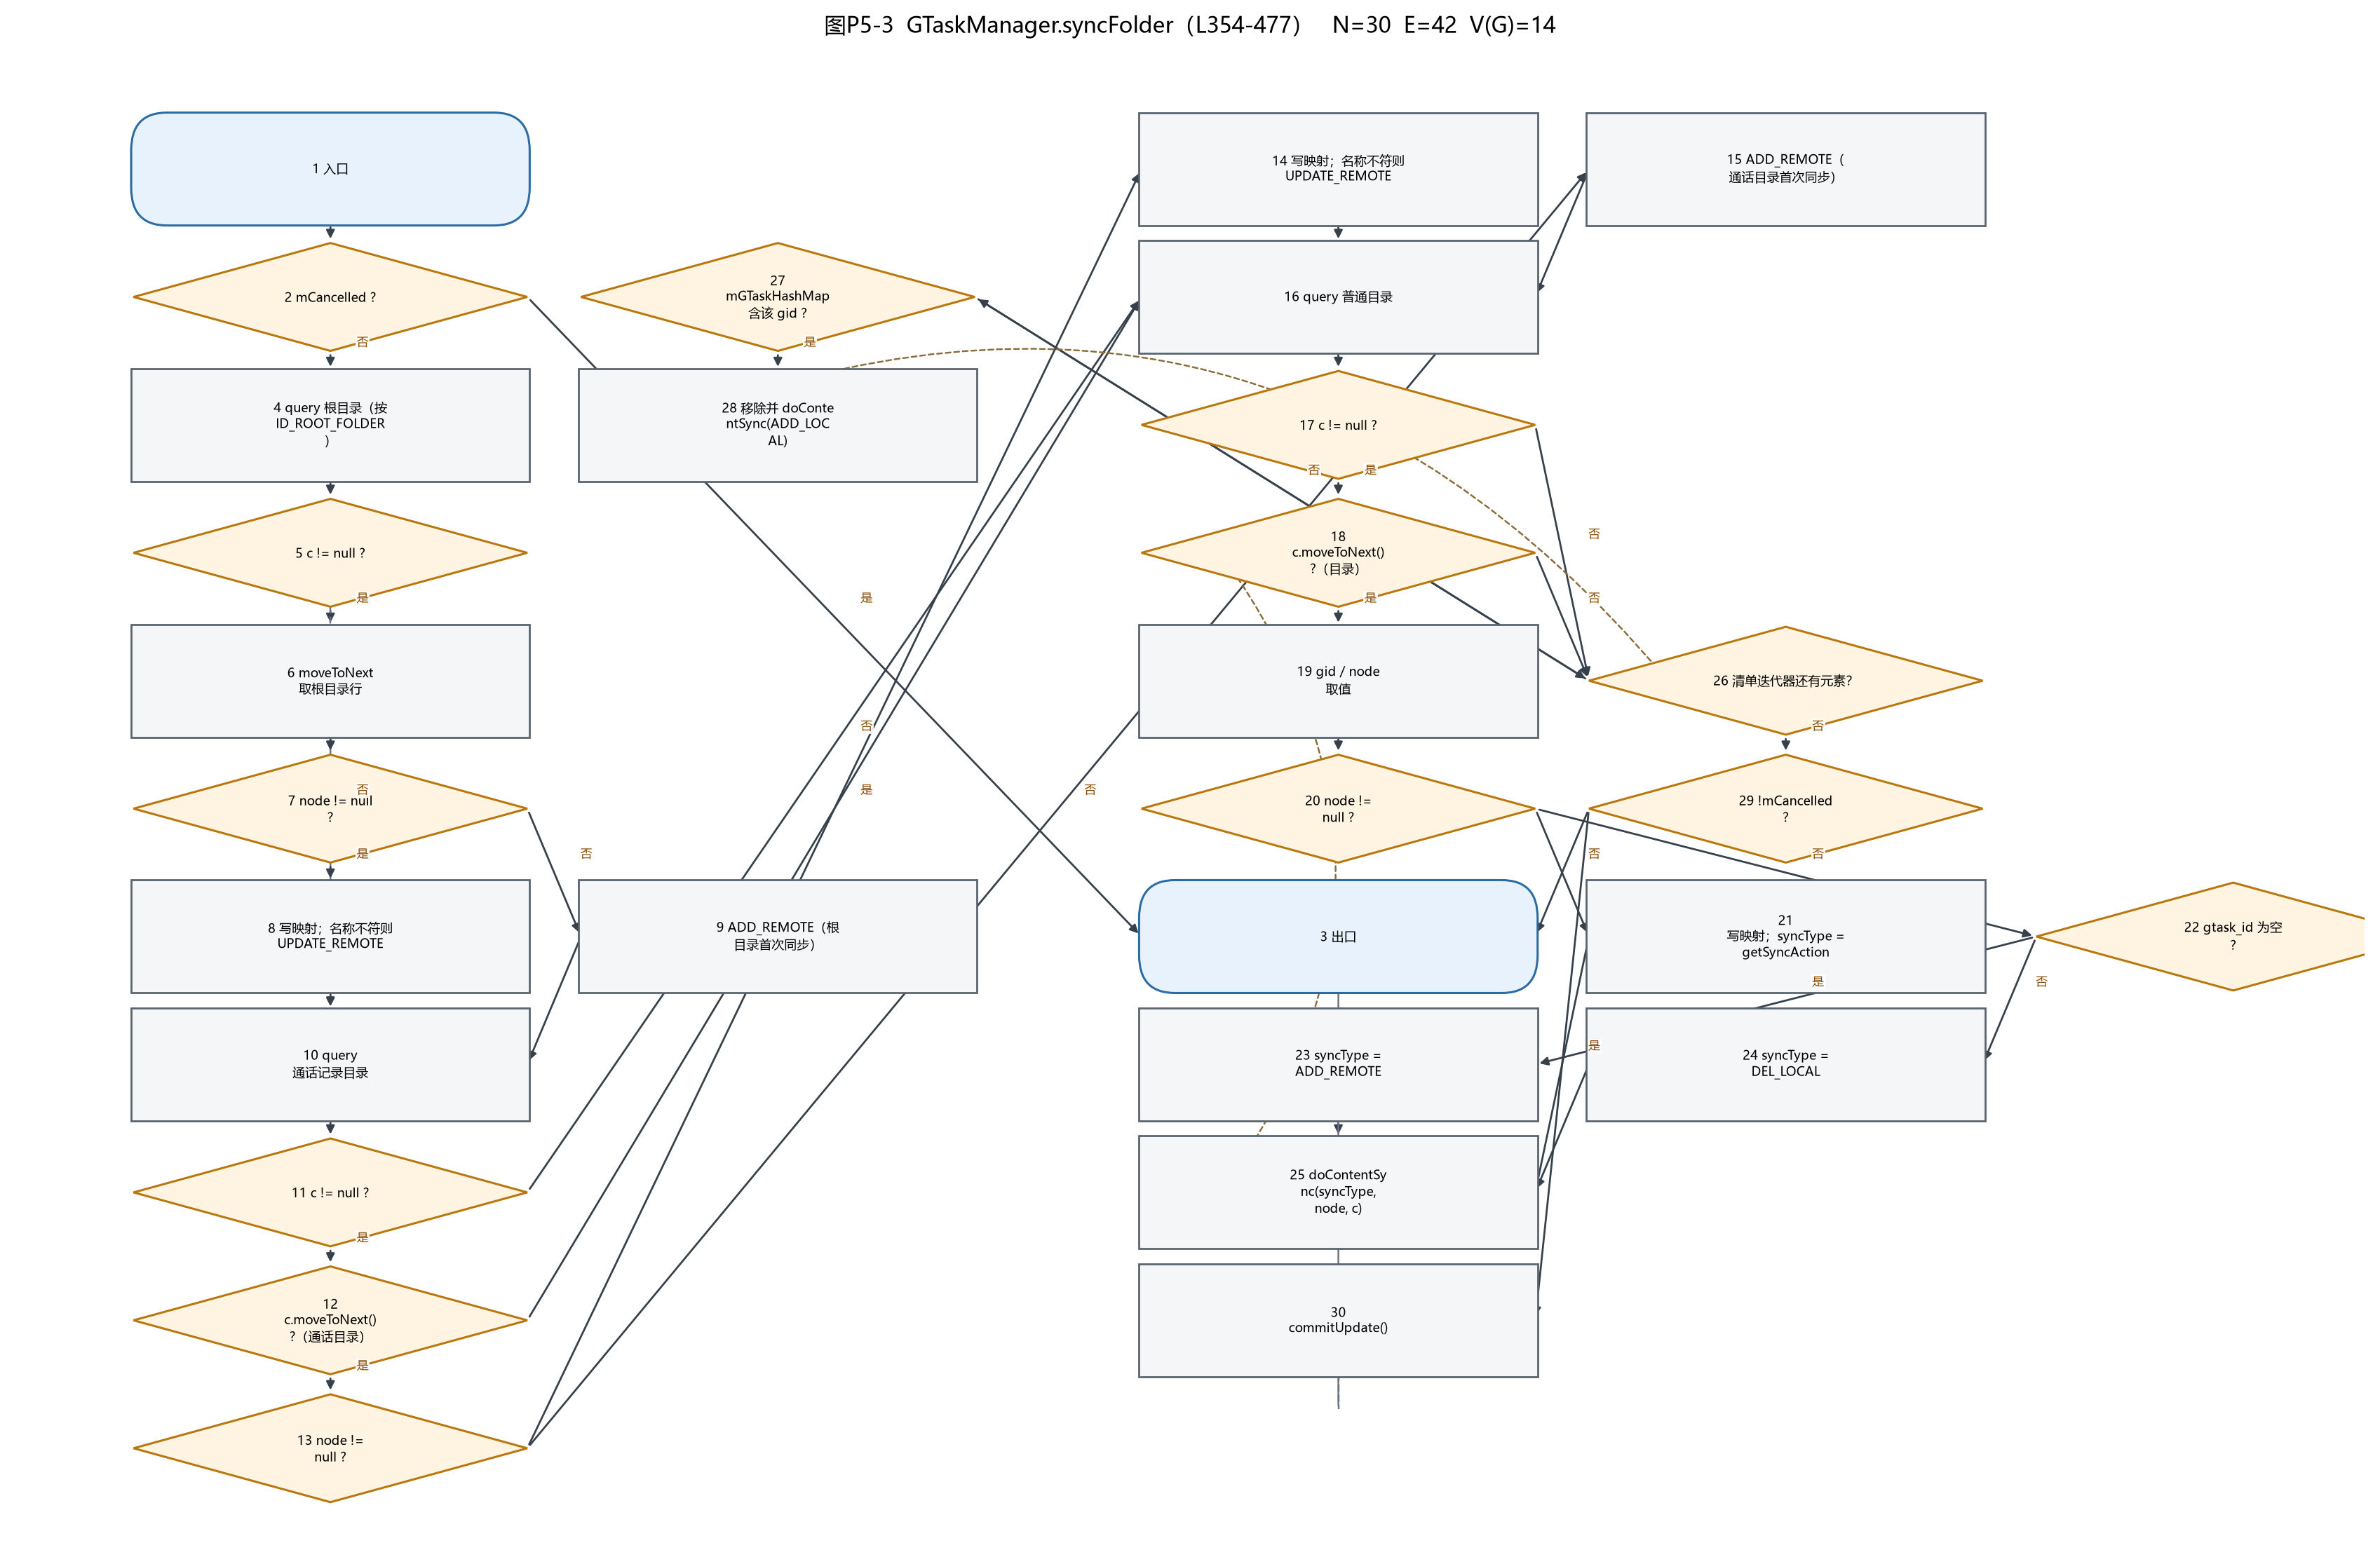 图P5-3  GTaskManager.syncFolder（L354-477）   N=30  E=42  V(G)=14
1 入口
2 mCancelled ?
否
4 query 根目录（按
ID_ROOT_FOLDER
）
5 c != null ?
是
6 moveToNext
取根目录行
否
7 node != null
?
是
否
8 写映射；名称不符则
UPDATE_REMOTE
10 query
通话记录目录
11 c != null ?
是
12
c.moveToNext()
?（通话目录）
是
13 node !=
null ?
27
mGTaskHashMap
含该 gid ?
是
28 移除并 doConte
ntSync(ADD_LOC
AL)
是
否
是
否
9 ADD_REMOTE（根
目录首次同步）
14 写映射；名称不符则
UPDATE_REMOTE
16 query 普通目录
17 c != null ?
否
是
18
c.moveToNext()
?（目录）
是
19 gid / node
取值
20 node !=
null ?
3 出口
23 syncType =
ADD_REMOTE
25 doContentSy
nc(syncType,
node, c)
30
commitUpdate()
15 ADD_REMOTE（
通话目录首次同步）
否
否
26 清单迭代器还有元素?
否
29 !mCancelled
?
否
否
21
写映射；syncType =
getSyncAction
是
是
24 syncType =
DEL_LOCAL
22 gtask_id 为空
?
否